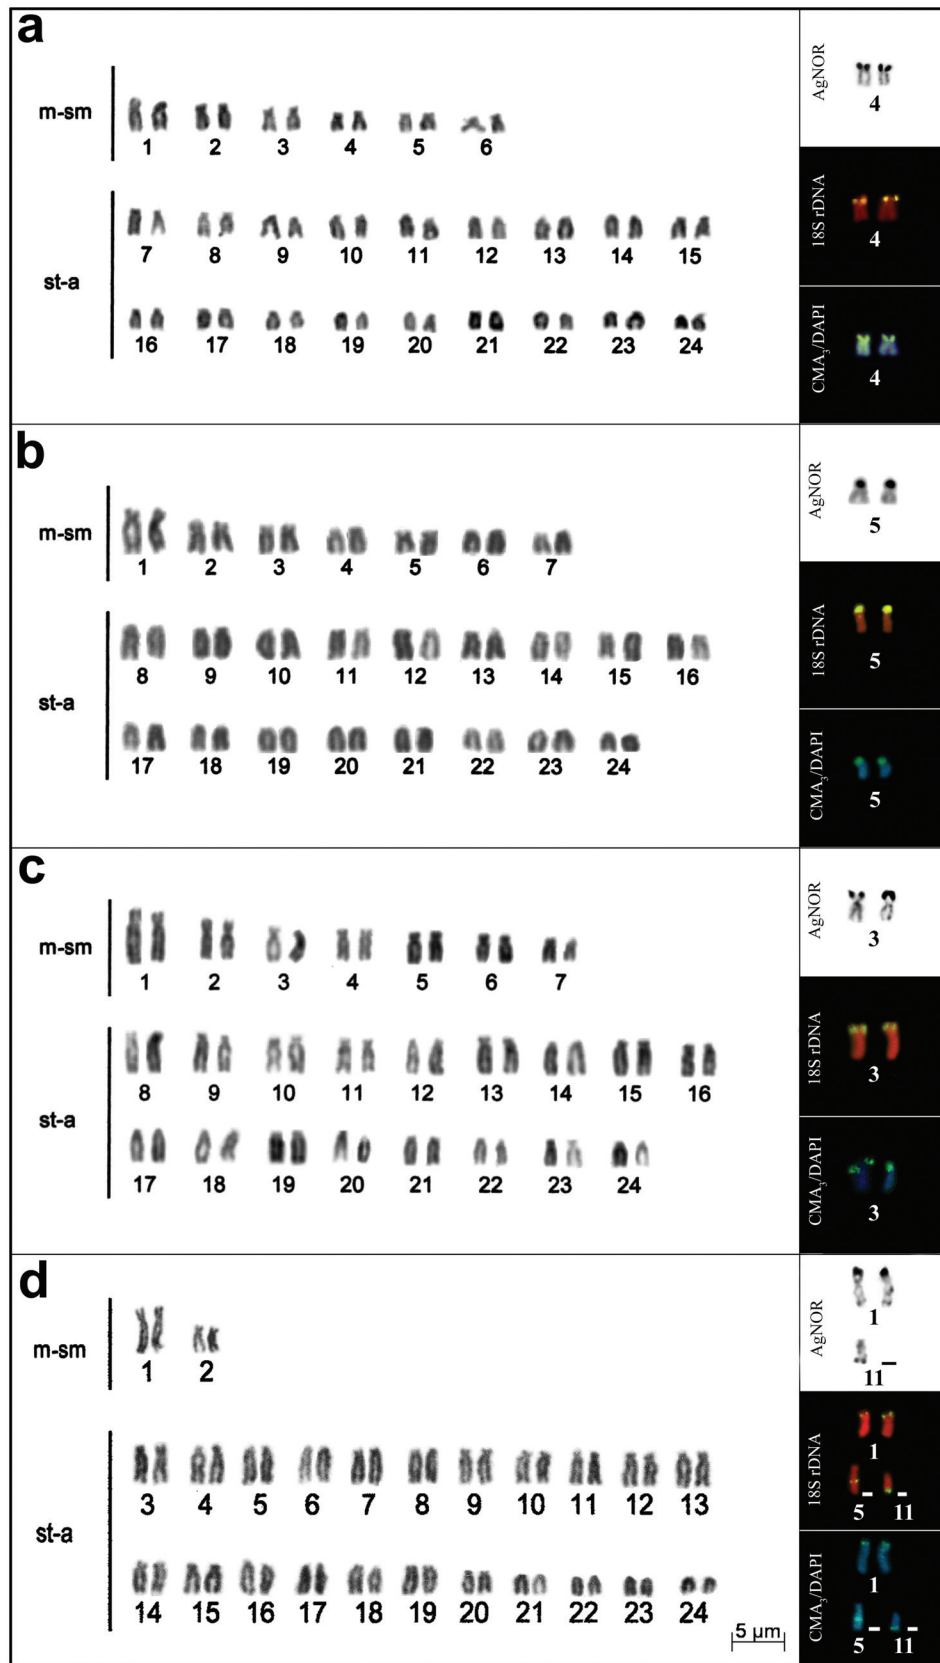 a
m-sm
1 2 3 4 5 6
st-a
7 8 9 10 11 12 13 14 15
16 17 18 19 20 21 22 23 24
AgNOR
4
18S rDNA
4
CMA3/DAPI
4
b
m-sm
1 2 3 4 5 6 7
st-a
8 9 10 11 12 13 14 15 16
17 18 19 20 21 22 23 24
AgNOR
5
18S rDNA
5
CMA3/DAPI
5
c
m-sm
1 2 3 4 5 6 7
st-a
8 9 10 11 12 13 14 15 16
17 18 19 20 21 22 23 24
AgNOR
3
18S rDNA
3
CMA3/DAPI
3
d
m-sm
1 2
st-a
3 4 5 6 7 8 9 10 11 12 13
14 15 16 17 18 19 20 21 22 23 24
5 µm
AgNOR
1
11
18S rDNA
1
5 11
CMA3/DAPI
1
5 11